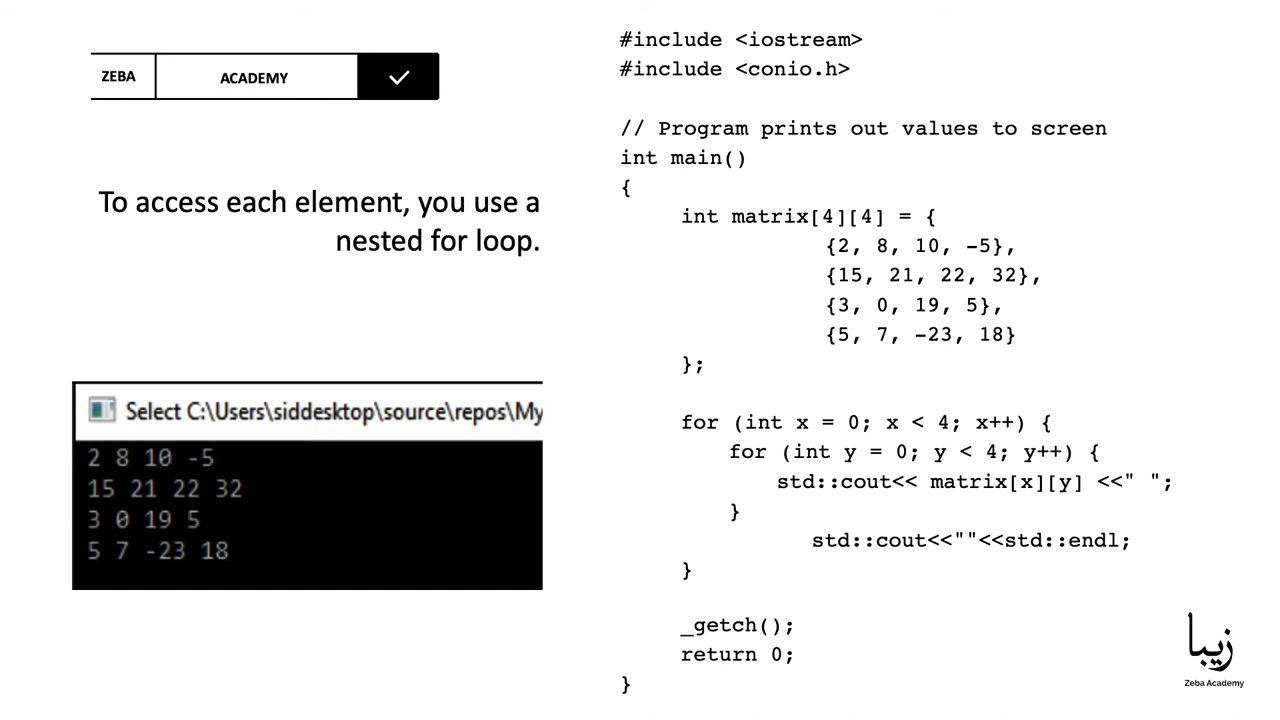 ZEBA ACADEMY
To access each element, you use a
nested for loop.
Select C:\Users\siddesktop\source\repos\My
2 8 10 -5
15 21 22 32
3 0 19 5
5 7 -23 18
#include <iostream>
#include <conio.h>
// Program prints out values to screen
int main()
{
int matrix[4][4] = {
{2, 8, 10, -5},
{15, 21, 22, 32},
{3, 0, 19, 5},
{5, 7, -23, 18}
};
for (int x = 0; x < 4; x++) {
for (int y = 0; y < 4; y++) {
std::cout<< matrix[x][y] <<" ";
}
std::cout<<""<<std::endl;
}
_getch();
return 0;
}
زیبا
Zeba Academy